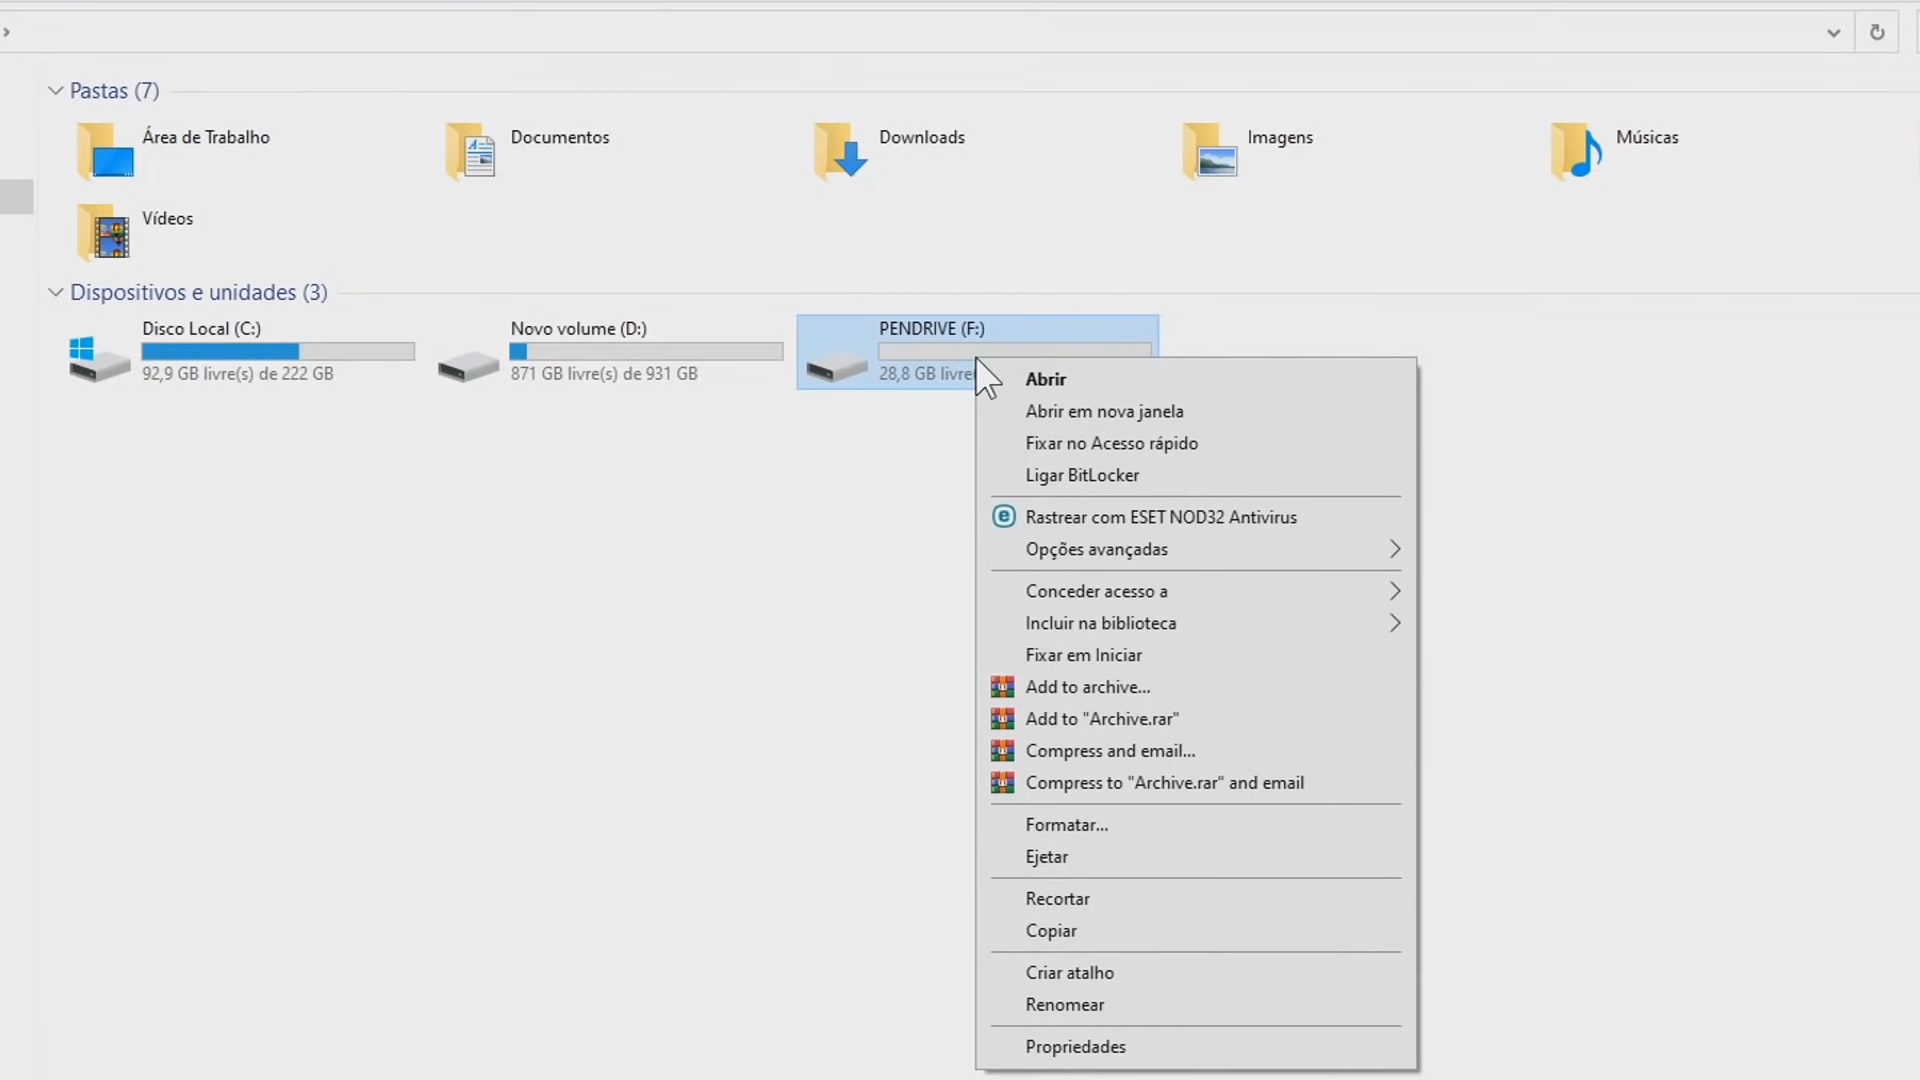 Pastas (7)
Área de Trabalho
Documentos
Downloads
Imagens
Músicas
Vídeos
Dispositivos e unidades (3)
Disco Local (C:)
92,9 GB livre(s) de 222 GB
Novo volume (D:)
871 GB livre(s) de 931 GB
PENDRIVE (F:)
28,8 GB
Abrir
Abrir em nova janela
Fixar no Acesso rápido
Ligar BitLocker
Rastrear com ESET NOD32 Antivirus
Opções avançadas
Conceder acesso a
Incluir na biblioteca
Fixar em Iniciar
Add to archive...
Add to "Archive.rar"
Compress and email...
Compress to "Archive.rar" and email
Formatar...
Ejetar
Recortar
Copiar
Criar atalho
Renomear
Propriedades